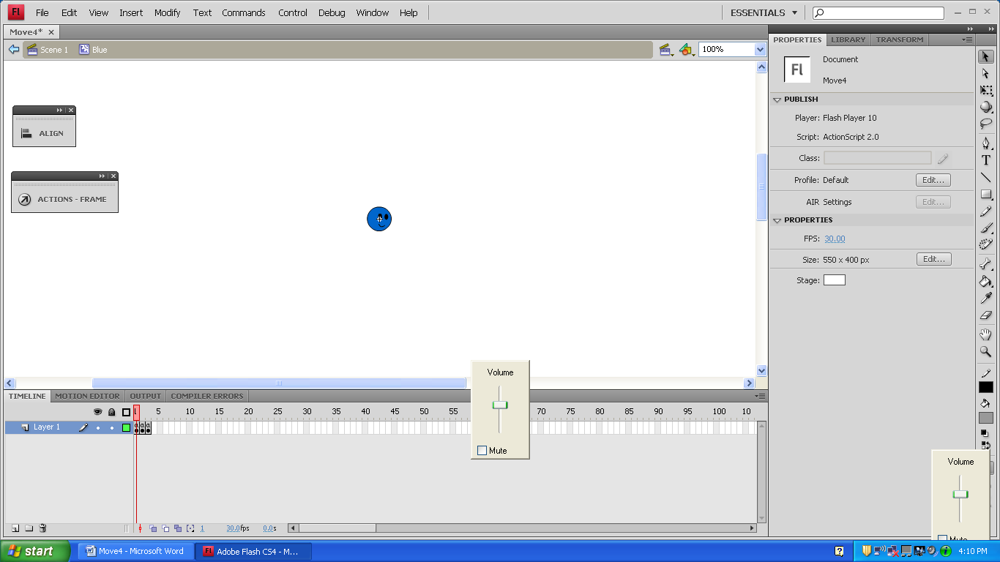 Fl File Edit View Insert Modify Text Commands Control Debug Window Help ESSENTIALS
Move4*
Scene 1 Blue 100%
ALIGN
ACTIONS - FRAME
PROPERTIES LIBRARY TRANSFORM
Fl
Document
Move4
PUBLISH
Player: Flash Player 10
Script: ActionScript 2.0
Class:
Profile: Default Edit...
AIR Settings Edit...
PROPERTIES
FPS: 30.00
Size: 550 x 400 px Edit...
Stage:
T
TIMELINE MOTION EDITOR OUTPUT COMPILER ERRORS
1 5 10 15 20 25 30 35 40 45 50 55 70 75 80 85 90 95 100 10
Layer 1
a a a
1 30.0fps 0.0s
Volume
Mute
Volume
Mute
start Move4 - Microsoft Word Fl Adobe Flash CS4 - M... ? 4:10 PM